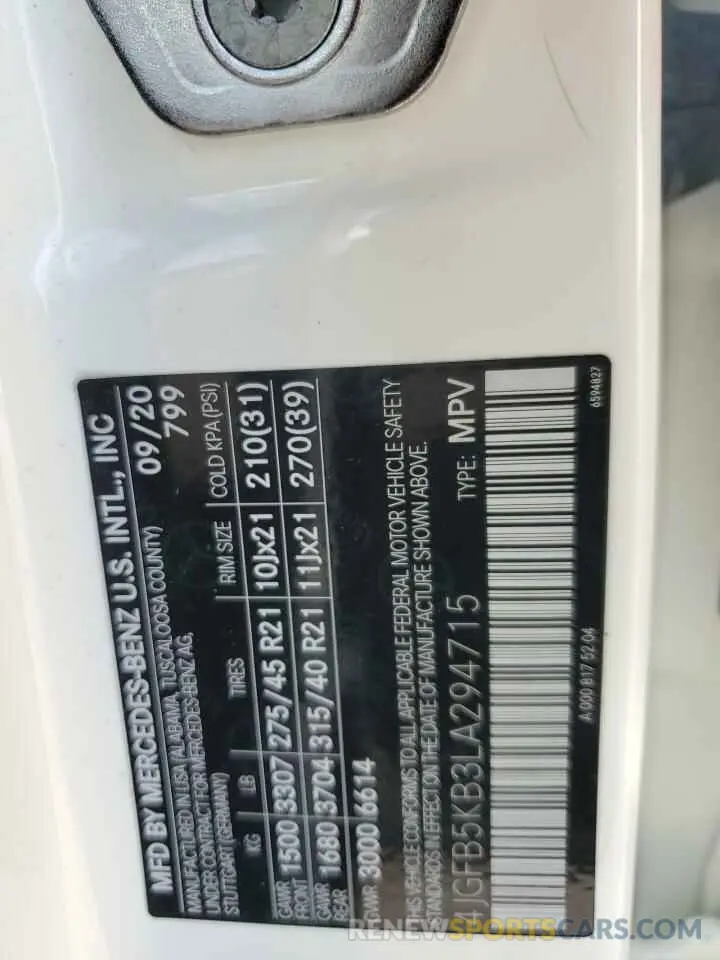 MFD BY MERCEDES-BENZ U.S. INTL., INC
MANUFACTURED IN USA (ALABAMA, TUSCALOOSA COUNTY) 09/20
UNDER CONTRACT FOR MERCEDES-BENZ AG, 799
STUTTGART (GERMANY)
KG LB TIRES RIM SIZE COLD KPA (PSI)
GAWR FRONT 1500 3307 275/45 R21 10Jx21 210(31)
GAWR REAR 1680 3704 315/40 R21 11Jx21 270(39)
GVWR 3000 6614
THIS VEHICLE CONFORMS TO ALL APPLICABLE FEDERAL MOTOR VEHICLE SAFETY
STANDARDS IN EFFECT ON THE DATE OF MANUFACTURE SHOWN ABOVE.
4JGFB5KB3LA294715 TYPE: MPV
A 000 817 52 04 6594827
RENEWSPORTSCARS.COM